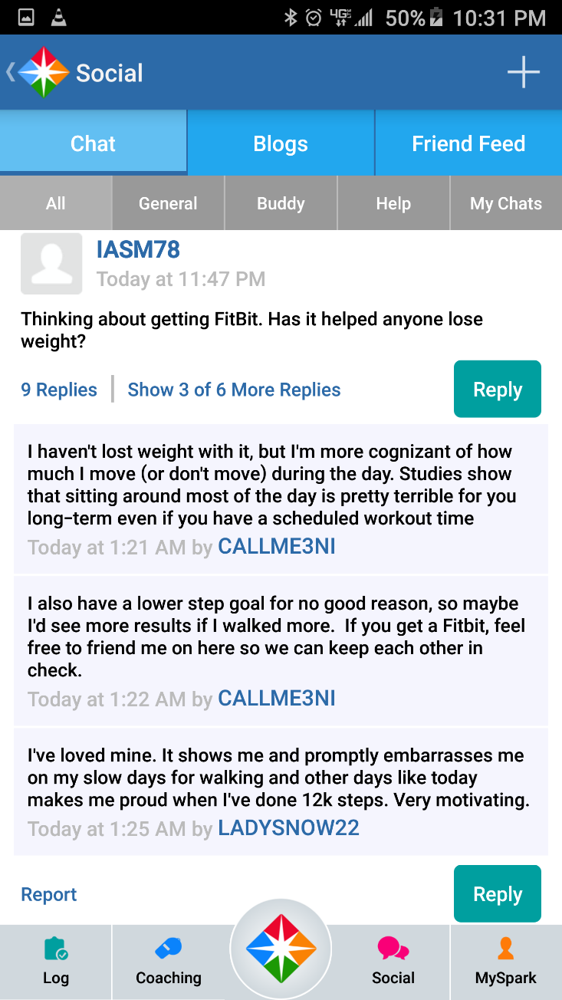 50% 10:31 PM
Social
Chat Blogs Friend Feed
All General Buddy Help My Chats
IASM78
Today at 11:47 PM
Thinking about getting FitBit. Has it helped anyone lose
weight?
9 Replies Show 3 of 6 More Replies Reply
I haven't lost weight with it, but I'm more cognizant of how
much I move (or don't move) during the day. Studies show
that sitting around most of the day is pretty terrible for you
long-term even if you have a scheduled workout time
Today at 1:21 AM by CALLME3NI
I also have a lower step goal for no good reason, so maybe
I'd see more results if I walked more.  If you get a Fitbit, feel
free to friend me on here so we can keep each other in
check.
Today at 1:22 AM by CALLME3NI
I've loved mine. It shows me and promptly embarrasses me
on my slow days for walking and other days like today
makes me proud when I've done 12k steps. Very motivating.
Today at 1:25 AM by LADYSNOW22
Report Reply
Log Coaching Social MySpark